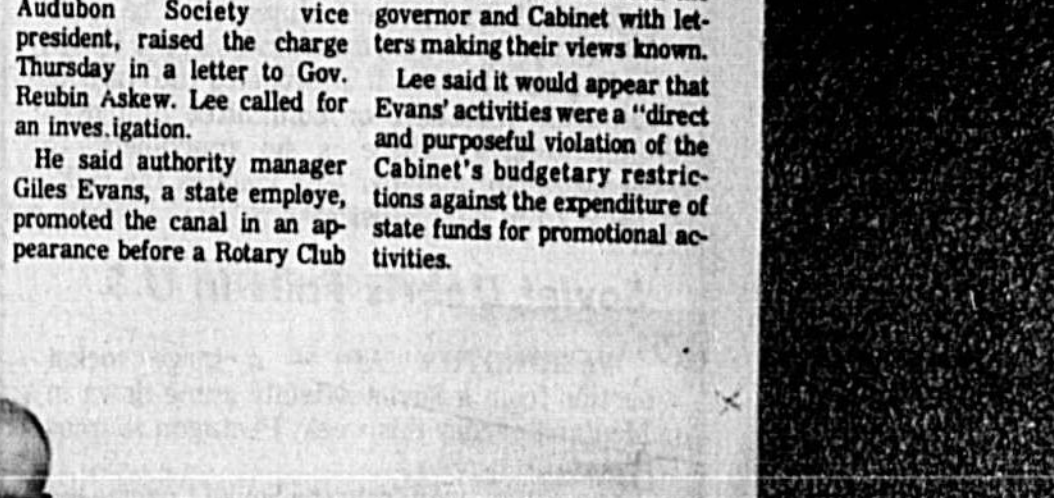 Audubon Society vice
president, raised the charge
Thursday in a letter to Gov.
Reubin Askew. Lee called for
an inves.igation.
He said authority manager
Giles Evans, a state employe,
promoted the canal in an ap-
pearance before a Rotary Club
governor and Cabinet with let-
ters making their views known.
Lee said it would appear that
Evans' activities were a "direct
and purposeful violation of the
Cabinet's budgetary restric-
tions against the expenditure of
state funds for promotional ac-
tivities.